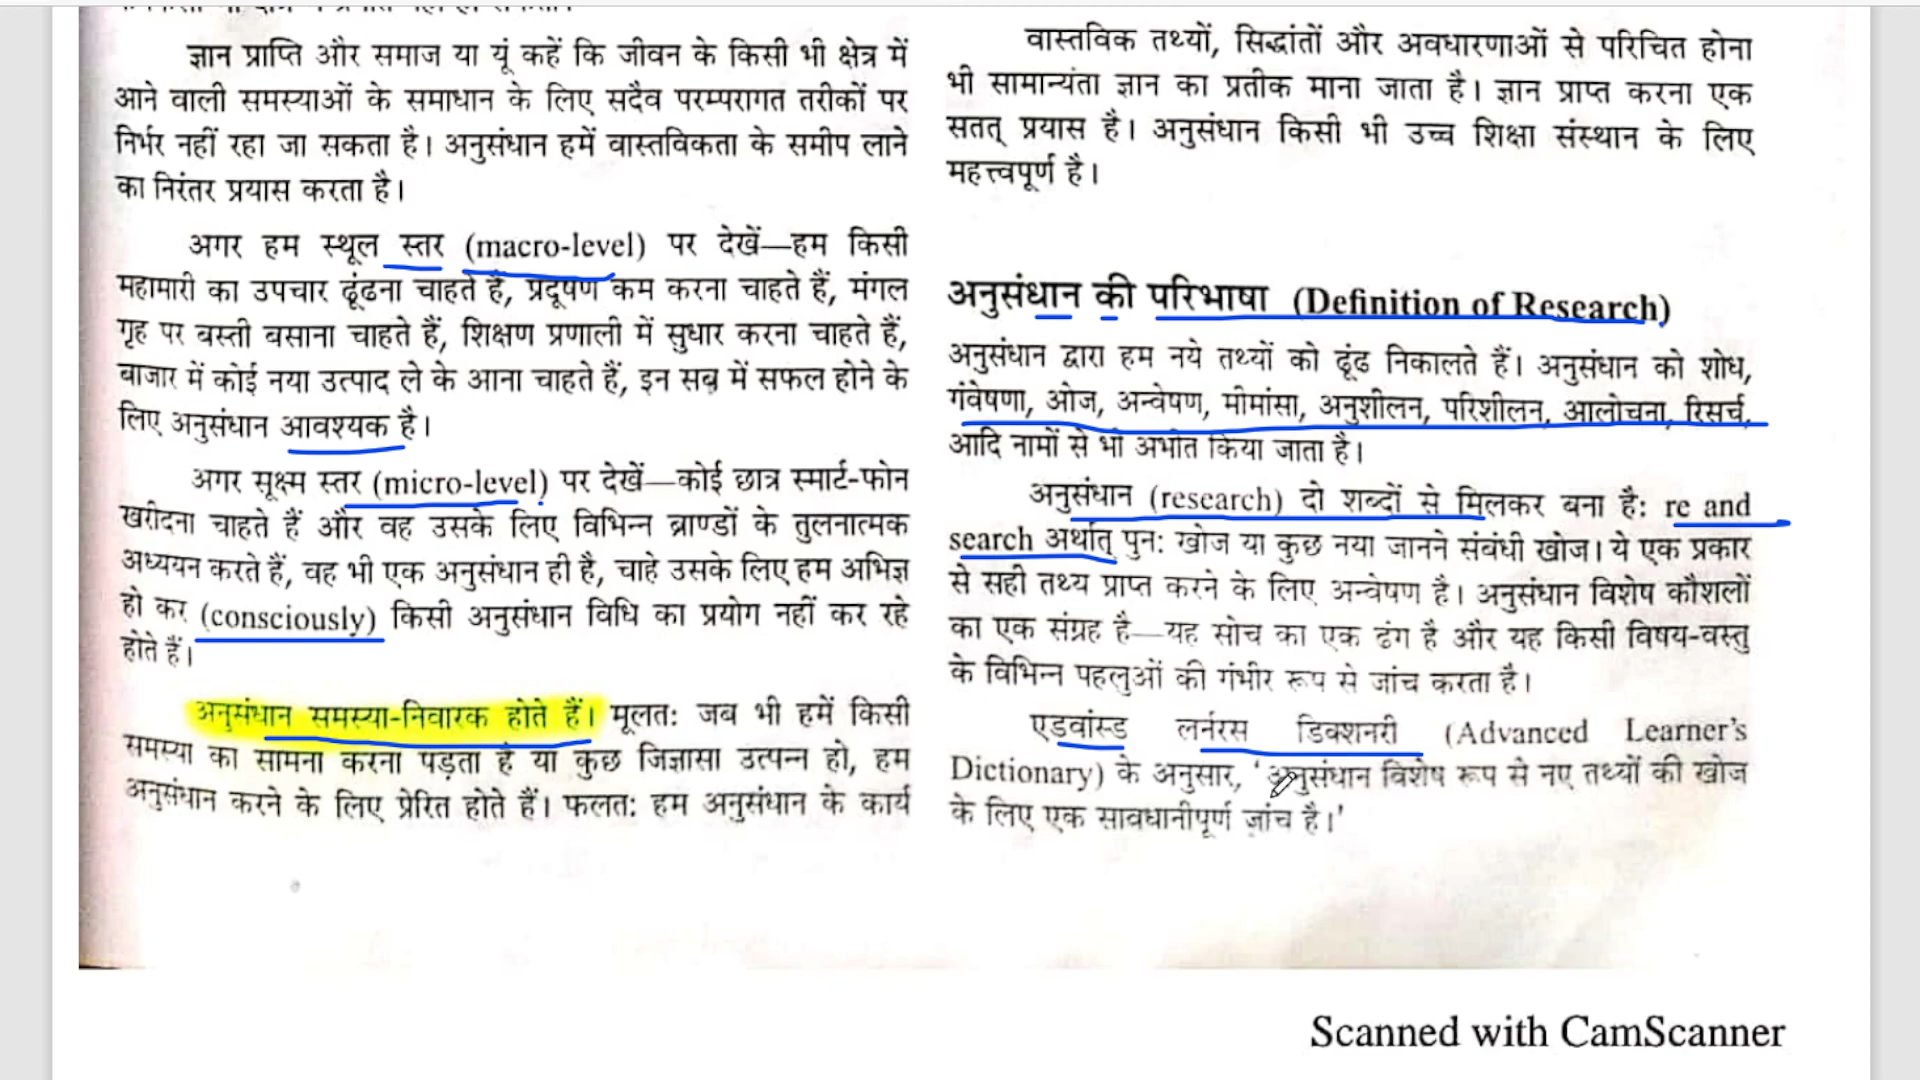 ज्ञान प्राप्ति और समाज या यूं कहें कि जीवन के किसी भी क्षेत्र में
आने वाली समस्याओं के समाधान के लिए सदैव परम्परागत तरीकों पर
निर्भर नहीं रहा जा सकता है। अनुसंधान हमें वास्तविकता के समीप लाने
का निरंतर प्रयास करता है।
अगर हम स्थूल स्तर (macro-level) पर देखें—हम किसी
महामारी का उपचार ढूंढना चाहते हैं, प्रदूषण कम करना चाहते हैं, मंगल
गृह पर बस्ती बसाना चाहते हैं, शिक्षण प्रणाली में सुधार करना चाहते हैं,
बाजार में कोई नया उत्पाद ले के आना चाहते हैं, इन सब में सफल होने के
लिए अनुसंधान आवश्यक है।
अगर सूक्ष्म स्तर (micro-level) पर देखें—कोई छात्र स्मार्ट-फोन
खरीदना चाहते हैं और वह उसके लिए विभिन्न ब्राण्डों के तुलनात्मक
अध्ययन करते हैं, वह भी एक अनुसंधान ही है, चाहे उसके लिए हम अभिज्ञ
हो कर (consciously) किसी अनुसंधान विधि का प्रयोग नहीं कर रहे
होते हैं।
अनुसंधान समस्या-निवारक होते हैं। मूलत: जब भी हमें किसी
समस्या का सामना करना पड़ता है या कुछ जिज्ञासा उत्पन्न हो, हम
अनुसंधान करने के लिए प्रेरित होते हैं। फलत: हम अनुसंधान के कार्य
वास्तविक तथ्यों, सिद्धांतों और अवधारणाओं से परिचित होना
भी सामान्यंता ज्ञान का प्रतीक माना जाता है। ज्ञान प्राप्त करना एक
सतत् प्रयास है। अनुसंधान किसी भी उच्च शिक्षा संस्थान के लिए
महत्त्वपूर्ण है।
अनुसंधान की परिभाषा (Definition of Research)
अनुसंधान द्वारा हम नये तथ्यों को ढूंढ निकालते हैं। अनुसंधान को शोध,
गंवेषणा, ओज, अन्वेषण, मीमांसा, अनुशीलन, परिशीलन, आलोचना, रिसर्च,
आदि नामों से भी अभीत किया जाता है।
अनुसंधान (research) दो शब्दों से मिलकर बना है: re and
search अर्थात् पुन: खोज या कुछ नया जानने संबंधी खोज। ये एक प्रकार
से सही तथ्य प्राप्त करने के लिए अन्वेषण है। अनुसंधान विशेष कौशलों
का एक संग्रह है—यह सोच का एक ढंग है और यह किसी विषय-वस्तु
के विभिन्न पहलुओं की गंभीर रूप से जांच करता है।
एडवांस्ड लर्नरस डिक्शनरी (Advanced Learner's
Dictionary) के अनुसार, 'अनुसंधान विशेष रूप से नए तथ्यों की खोज
के लिए एक सावधानीपूर्ण जांच है।'
Scanned with CamScanner